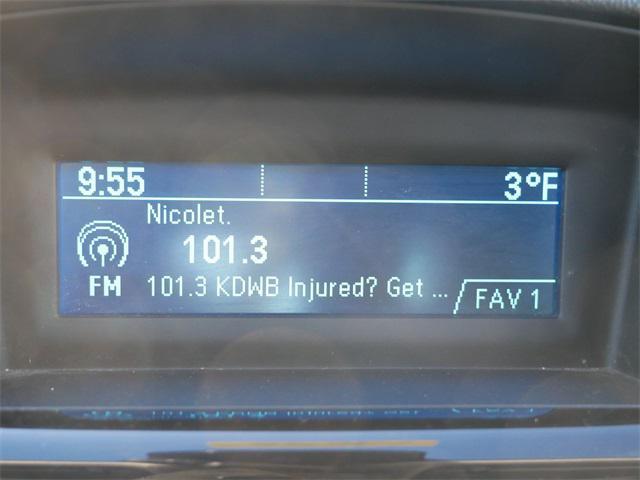 9:55 3°F
Nicolet.
101.3
FM 101.3 KDWB Injured? Get ... FAV 1